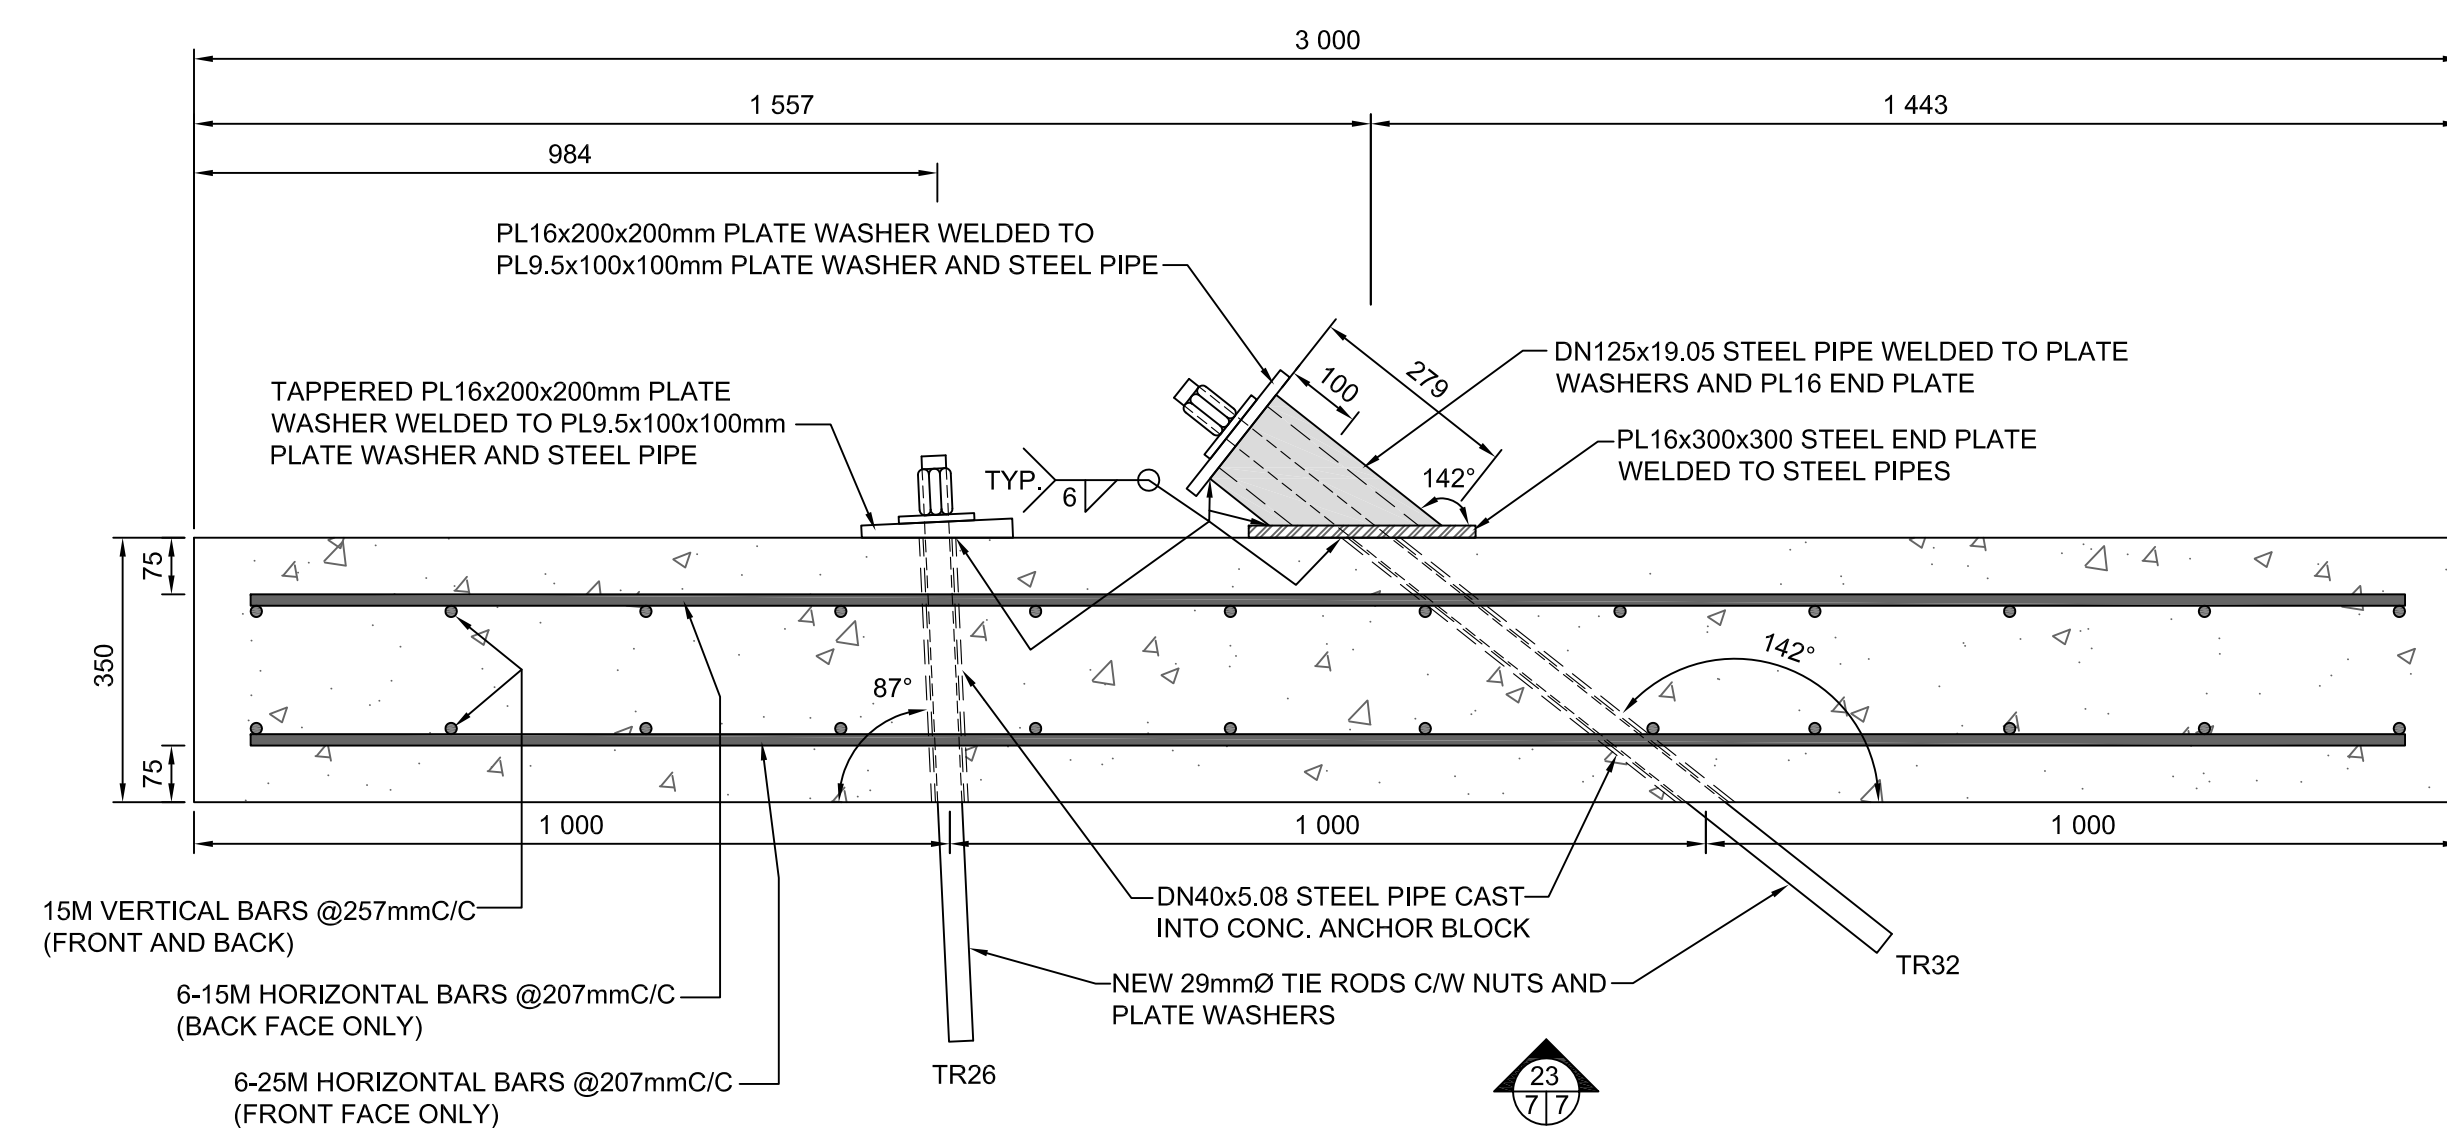 3 000
1 557
1 443
984
PL16x200x200mm PLATE WASHER WELDED TO
PL9.5x100x100mm PLATE WASHER AND STEEL PIPE
279
100
DN125x19.05 STEEL PIPE WELDED TO PLATE
WASHERS AND PL16 END PLATE
TAPPERED PL16x200x200mm PLATE
WASHER WELDED TO PL9.5x100x100mm
PLATE WASHER AND STEEL PIPE
PL16x300x300 STEEL END PLATE
WELDED TO STEEL PIPES
TYP.
6
142°
75
350
75
87°
142°
1 000
1 000
1 000
15M VERTICAL BARS @257mmC/C
(FRONT AND BACK)
DN40x5.08 STEEL PIPE CAST
INTO CONC. ANCHOR BLOCK
TR32
6-15M HORIZONTAL BARS @207mmC/C
(BACK FACE ONLY)
NEW 29mmØ TIE RODS C/W NUTS AND
PLATE WASHERS
TR26
6-25M HORIZONTAL BARS @207mmC/C
(FRONT FACE ONLY)
23
7 7